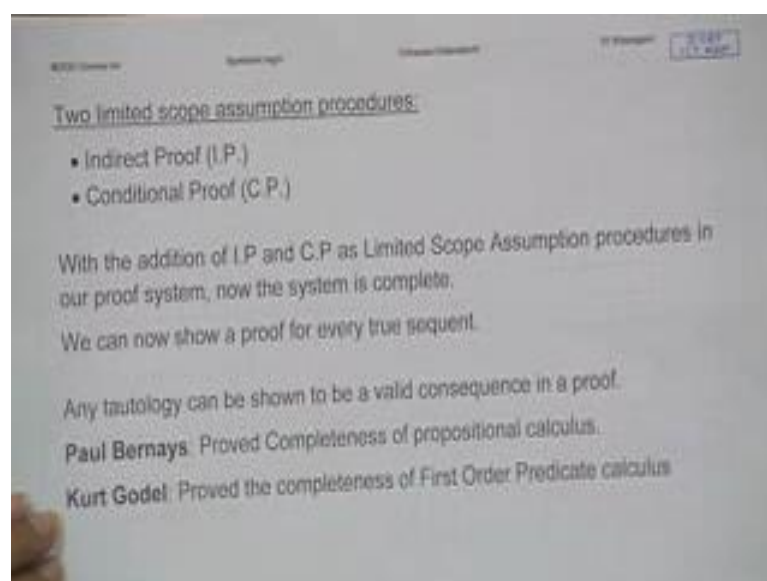 Two limited scope assumption procedures:
• Indirect Proof (I.P.)
• Conditional Proof (C.P.)
With the addition of I.P and C.P as Limited Scope Assumption procedures in
our proof system, now the system is complete.
We can now show a proof for every true sequent.
Any tautology can be shown to be a valid consequence in a proof.
Paul Bernays: Proved Completeness of propositional calculus.
Kurt Godel: Proved the completeness of First Order Predicate calculus